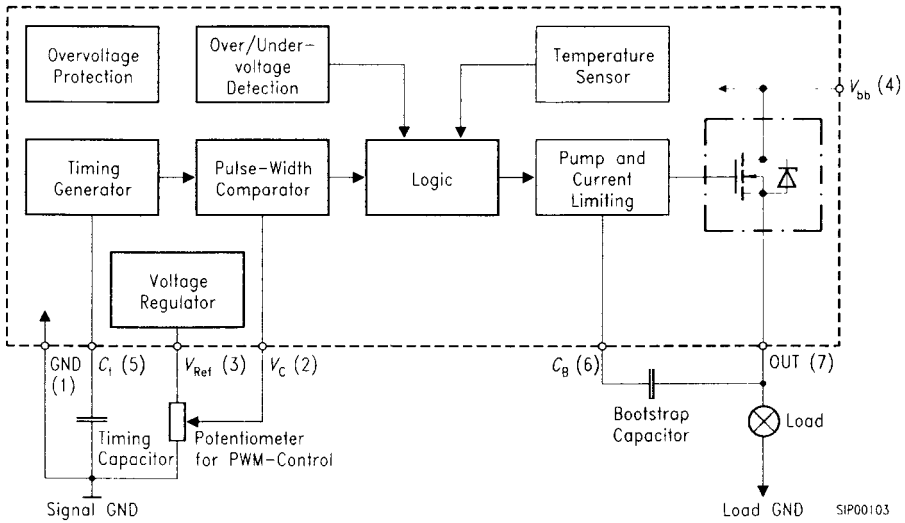 Overvoltage
Protection
Over/Under-
voltage
Detection
Temperature
Sensor
V_bb (4)
Timing
Generator
Pulse-Width
Comparator
Logic
Pump and
Current
Limiting
Voltage
Regulator
GND
(1)
C_t (5)
V_Ref (3)
V_C (2)
C_B (6)
OUT (7)
Timing
Capacitor
Potentiometer
for PWM-Control
Bootstrap
Capacitor
Load
Signal GND
Load GND
SIP00103